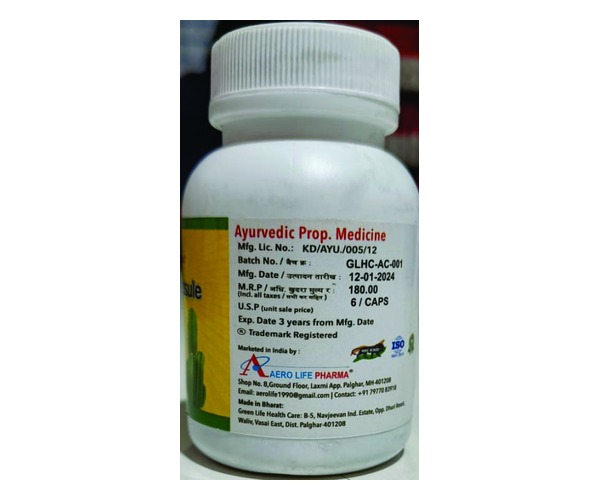 sule
Ayurvedic Prop. Medicine
Mfg. Lic. No.: KD/AYU./005/12
Batch No. / बैच क्र : GLHC-AC-001
Mfg. Date / उत्पादन तारीख : 12-01-2024
M.R.P / अधि. खुदरा मुल्य र : 180.00
(Incl. all taxes / सभी कर सहित) 6 / CAPS
U.S.P (unit sale price)
Exp. Date 3 years from Mfg. Date
® Trademark Registered
Marketed in India by :
AERO LIFE PHARMA®
ISO
Shop No. 8,Ground Floor, Laxmi App. Palghar, MH-401208
Email: aerolife1990@gmail.com | Contact: +91 79770 83918
Made in Bharat:
Green Life Health Care: B-5, Navjeevan Ind. Estate, Opp. Dhuri
Waliv, Vasai East, Dist. Palghar-401208